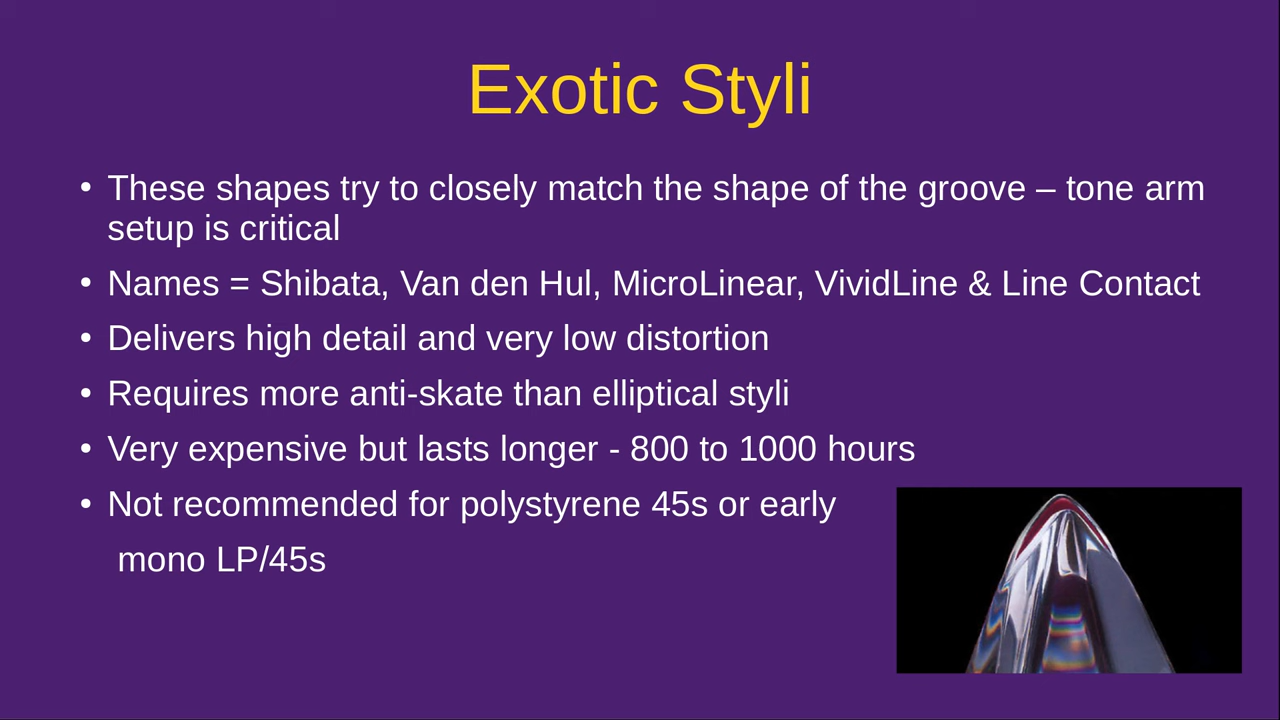 Exotic Styli
• These shapes try to closely match the shape of the groove – tone arm
setup is critical
• Names = Shibata, Van den Hul, MicroLinear, VividLine & Line Contact
• Delivers high detail and very low distortion
• Requires more anti-skate than elliptical styli
• Very expensive but lasts longer - 800 to 1000 hours
• Not recommended for polystyrene 45s or early
mono LP/45s